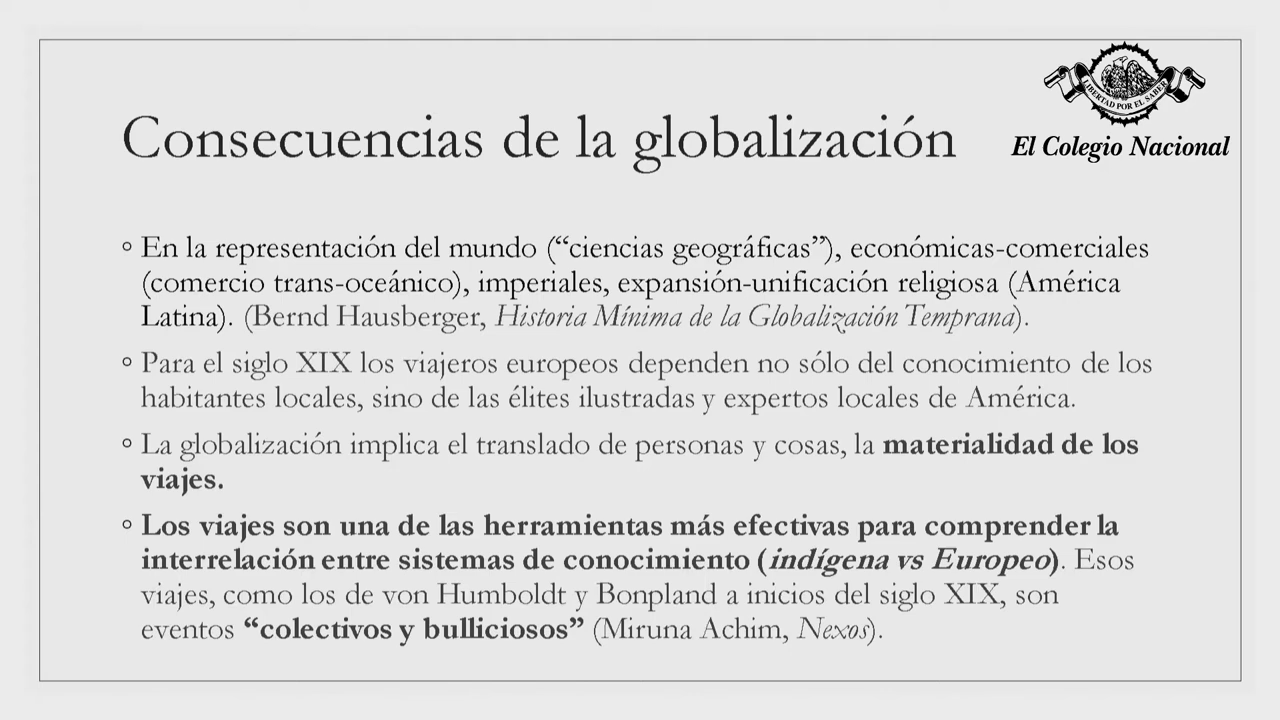 LIBERTAD POR EL SABER
El Colegio Nacional
Consecuencias de la globalización
◦ En la representación del mundo (“ciencias geográficas”), económicas-comerciales
(comercio trans-oceánico), imperiales, expansión-unificación religiosa (América
Latina). (Bernd Hausberger, Historia Mínima de la Globalización Temprana).
◦ Para el siglo XIX los viajeros europeos dependen no sólo del conocimiento de los
habitantes locales, sino de las élites ilustradas y expertos locales de América.
◦ La globalización implica el translado de personas y cosas, la materialidad de los
viajes.
◦ Los viajes son una de las herramientas más efectivas para comprender la
interrelación entre sistemas de conocimiento (indígena vs Europeo). Esos
viajes, como los de von Humboldt y Bonpland a inicios del siglo XIX, son
eventos “colectivos y bulliciosos” (Miruna Achim, Nexos).